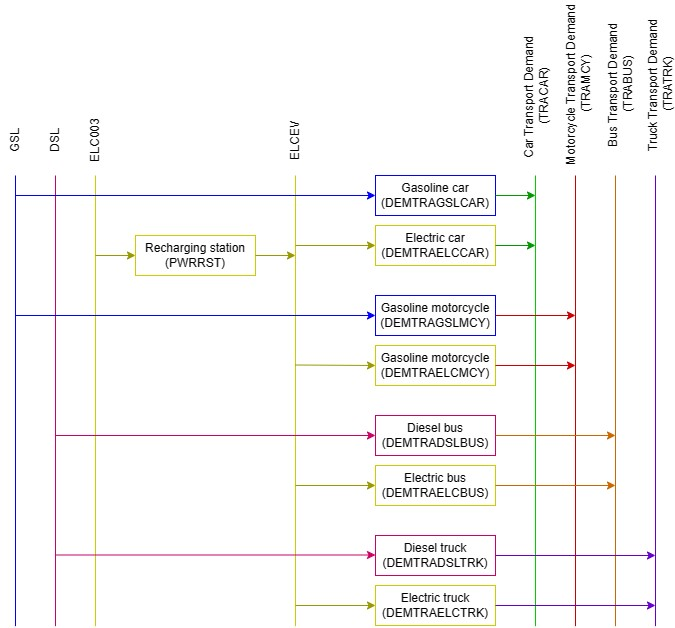 GSL
DSL
ELC003
ELCEV
Car Transport Demand
(TRACAR)
Motorcycle Transport Demand
(TRAMCY)
Bus Transport Demand
(TRABUS)
Truck Transport Demand
(TRATRK)
Gasoline car
(DEMTRAGSLCAR)
Electric car
(DEMTRAELCCAR)
Recharging station
(PWRRST)
Gasoline motorcycle
(DEMTRAGSLMCY)
Gasoline motorcycle
(DEMTRAELCMCY)
Diesel bus
(DEMTRADSLBUS)
Electric bus
(DEMTRAELCBUS)
Diesel truck
(DEMTRADSLTRK)
Electric truck
(DEMTRAELCTRK)